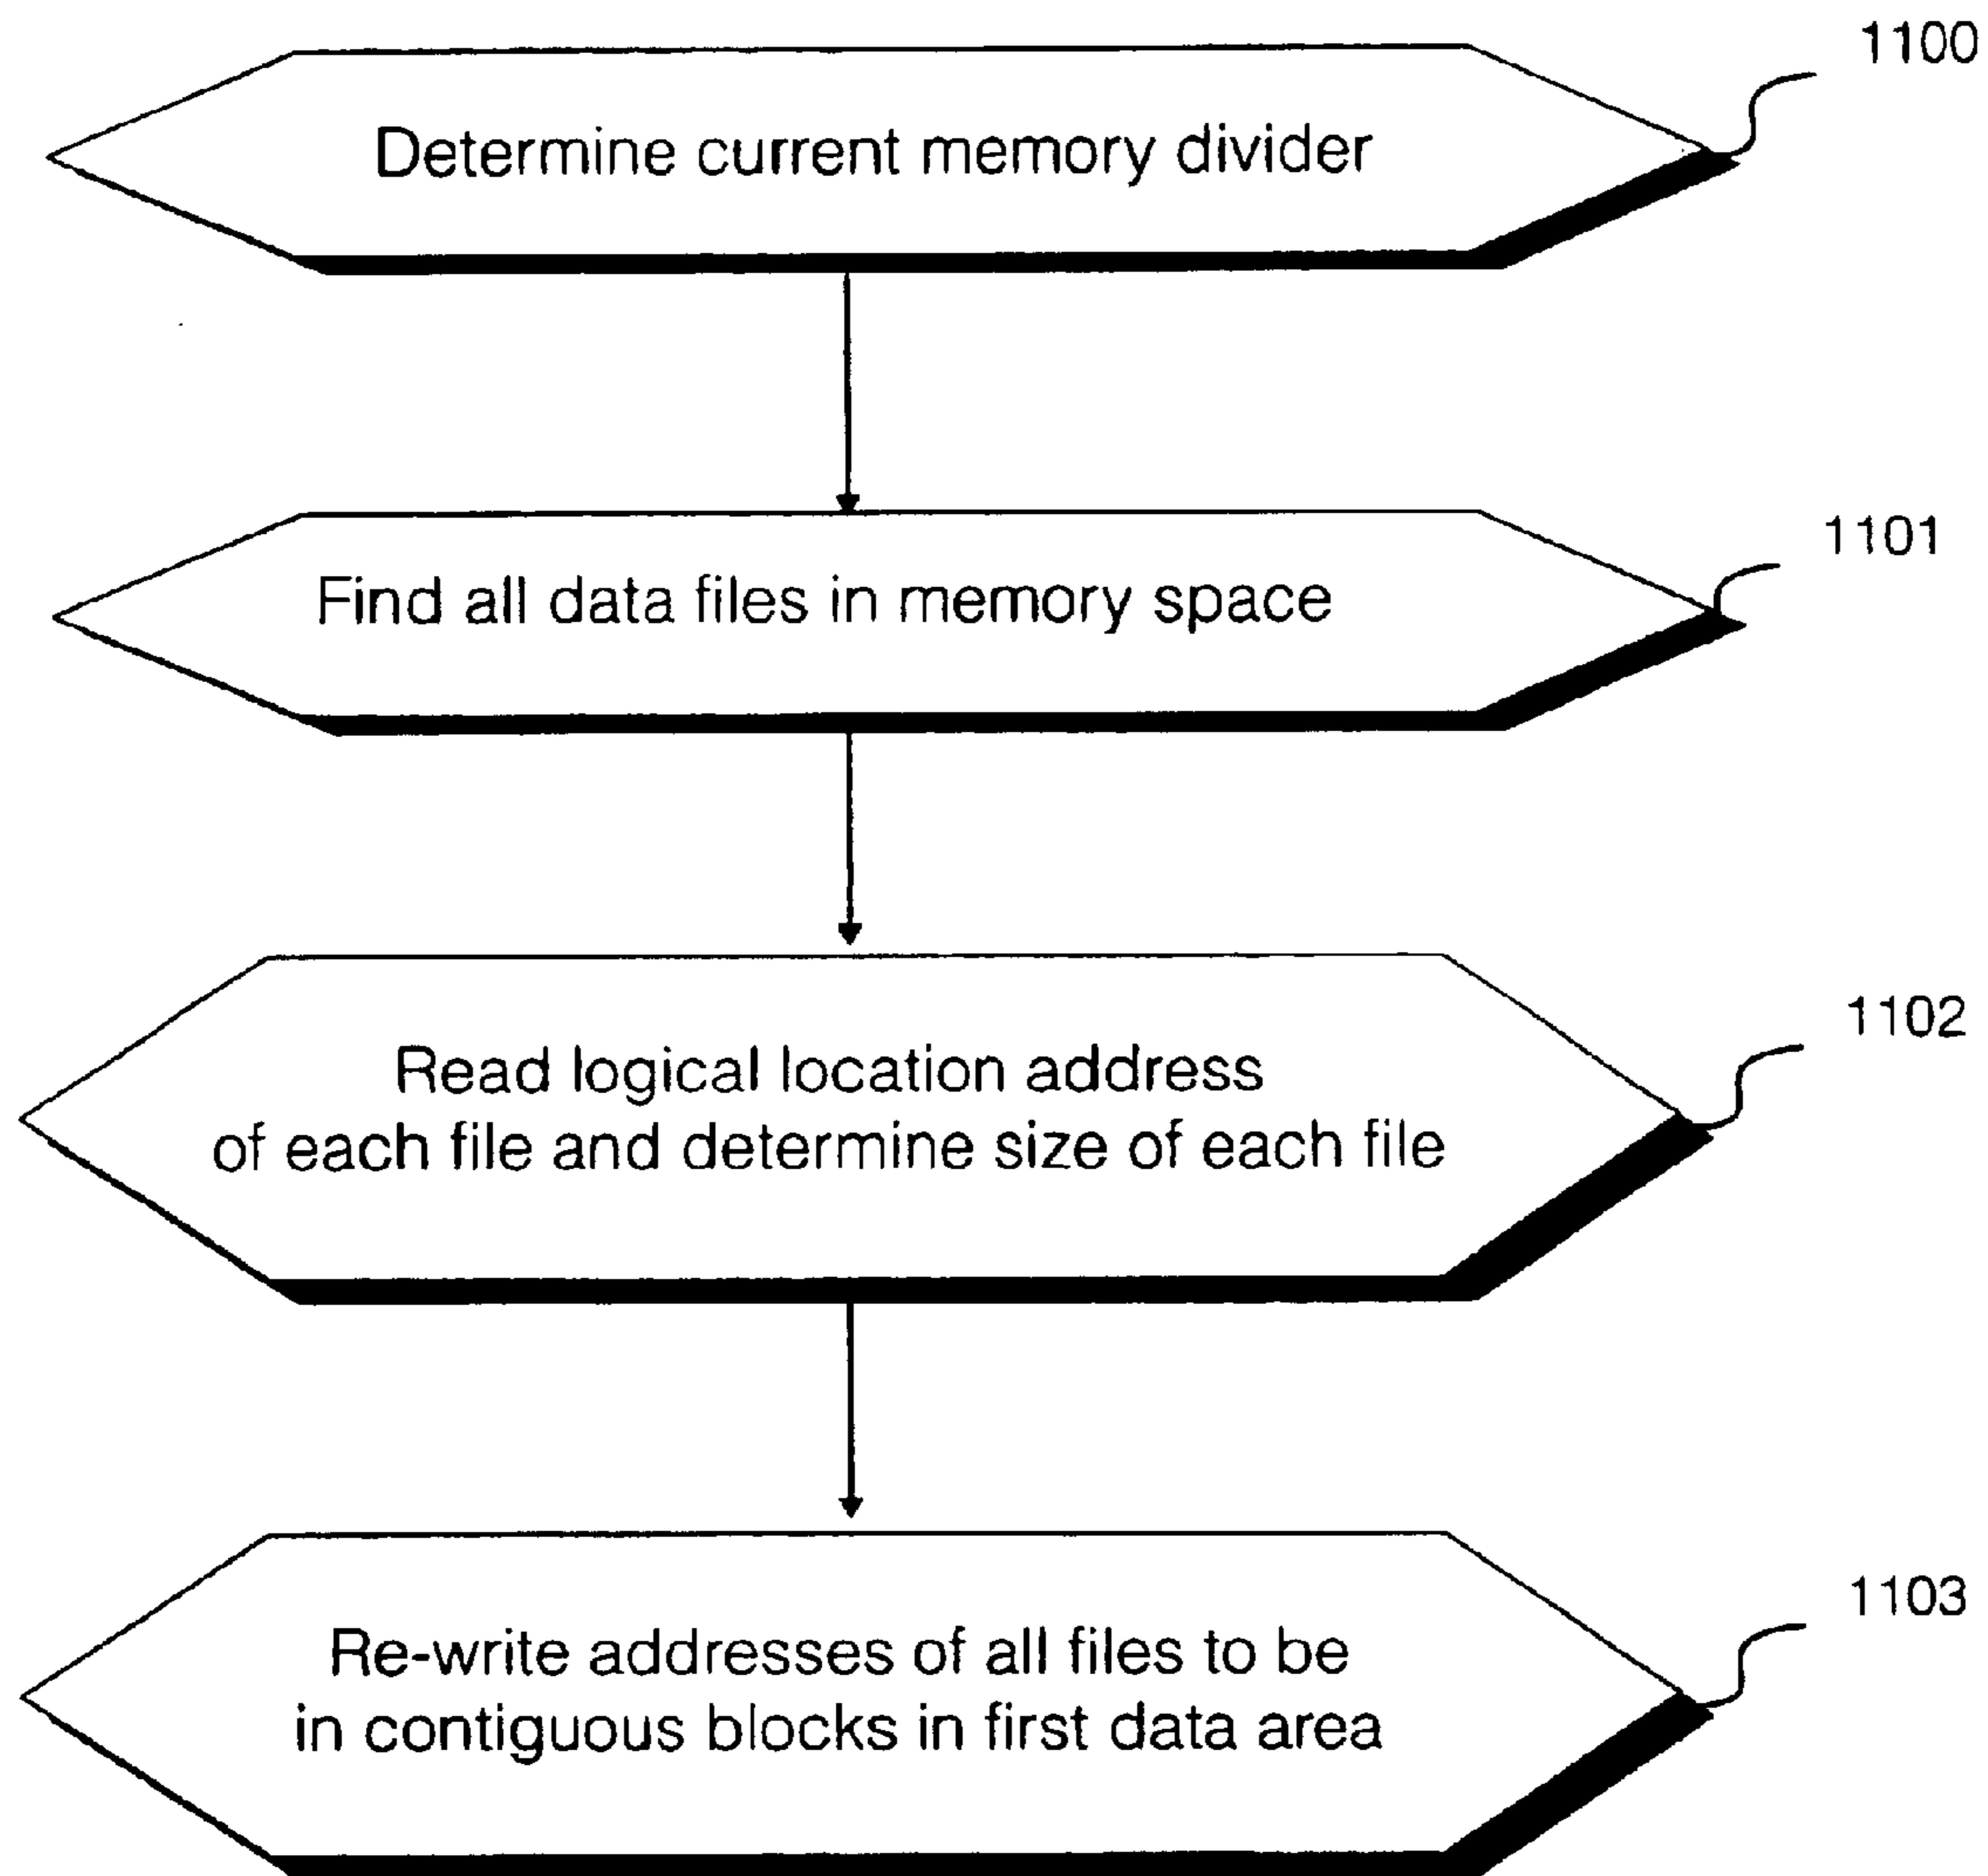 1100
Determine current memory divider
1101
Find all data files in memory space
1102
Read logical location address
of each file and determine size of each file
1103
Re-write addresses of all files to be
in contiguous blocks in first data area